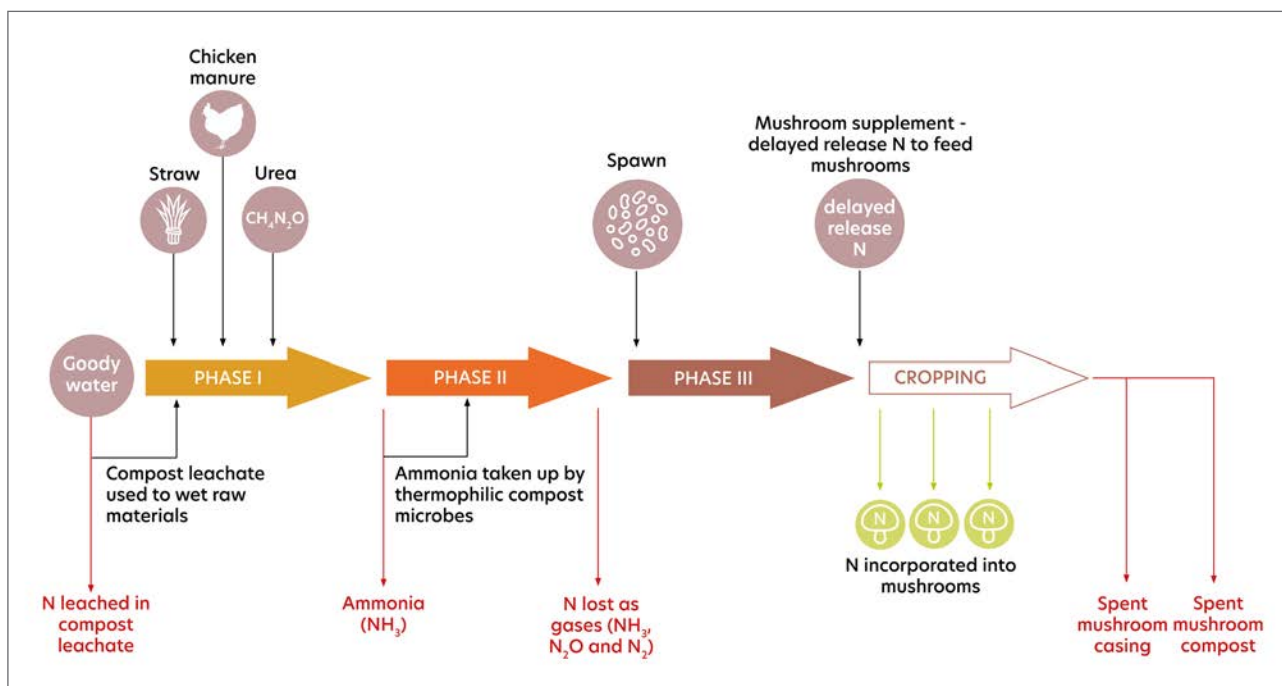 Chicken
manure
Straw
Urea
CH₄N₂O
Spawn
Mushroom supplement -
delayed release N to feed
mushrooms
delayed
release
N
Goody
water
PHASE I
PHASE II
PHASE III
CROPPING
Compost leachate
used to wet raw
materials
Ammonia taken up by
thermophilic compost
microbes
N
N
N
N incorporated into
mushrooms
N leached in
compost
leachate
Ammonia
(NH₃)
N lost as
gases (NH₃,
N₂O and N₂)
Spent
mushroom
casing
Spent
mushroom
compost